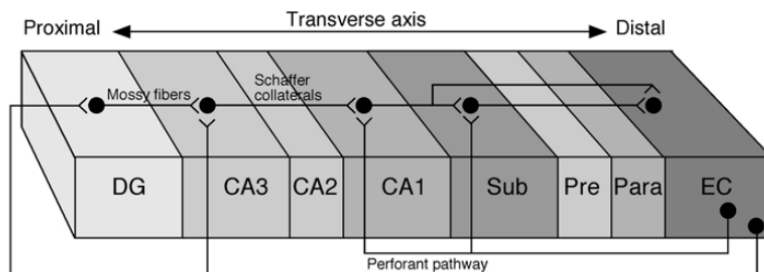 Transverse axis
Proximal
Distal
Mossy fibers
Schaffer
collaterals
DG
CA3
CA2
CA1
Sub
Pre
Para
EC
Perforant pathway